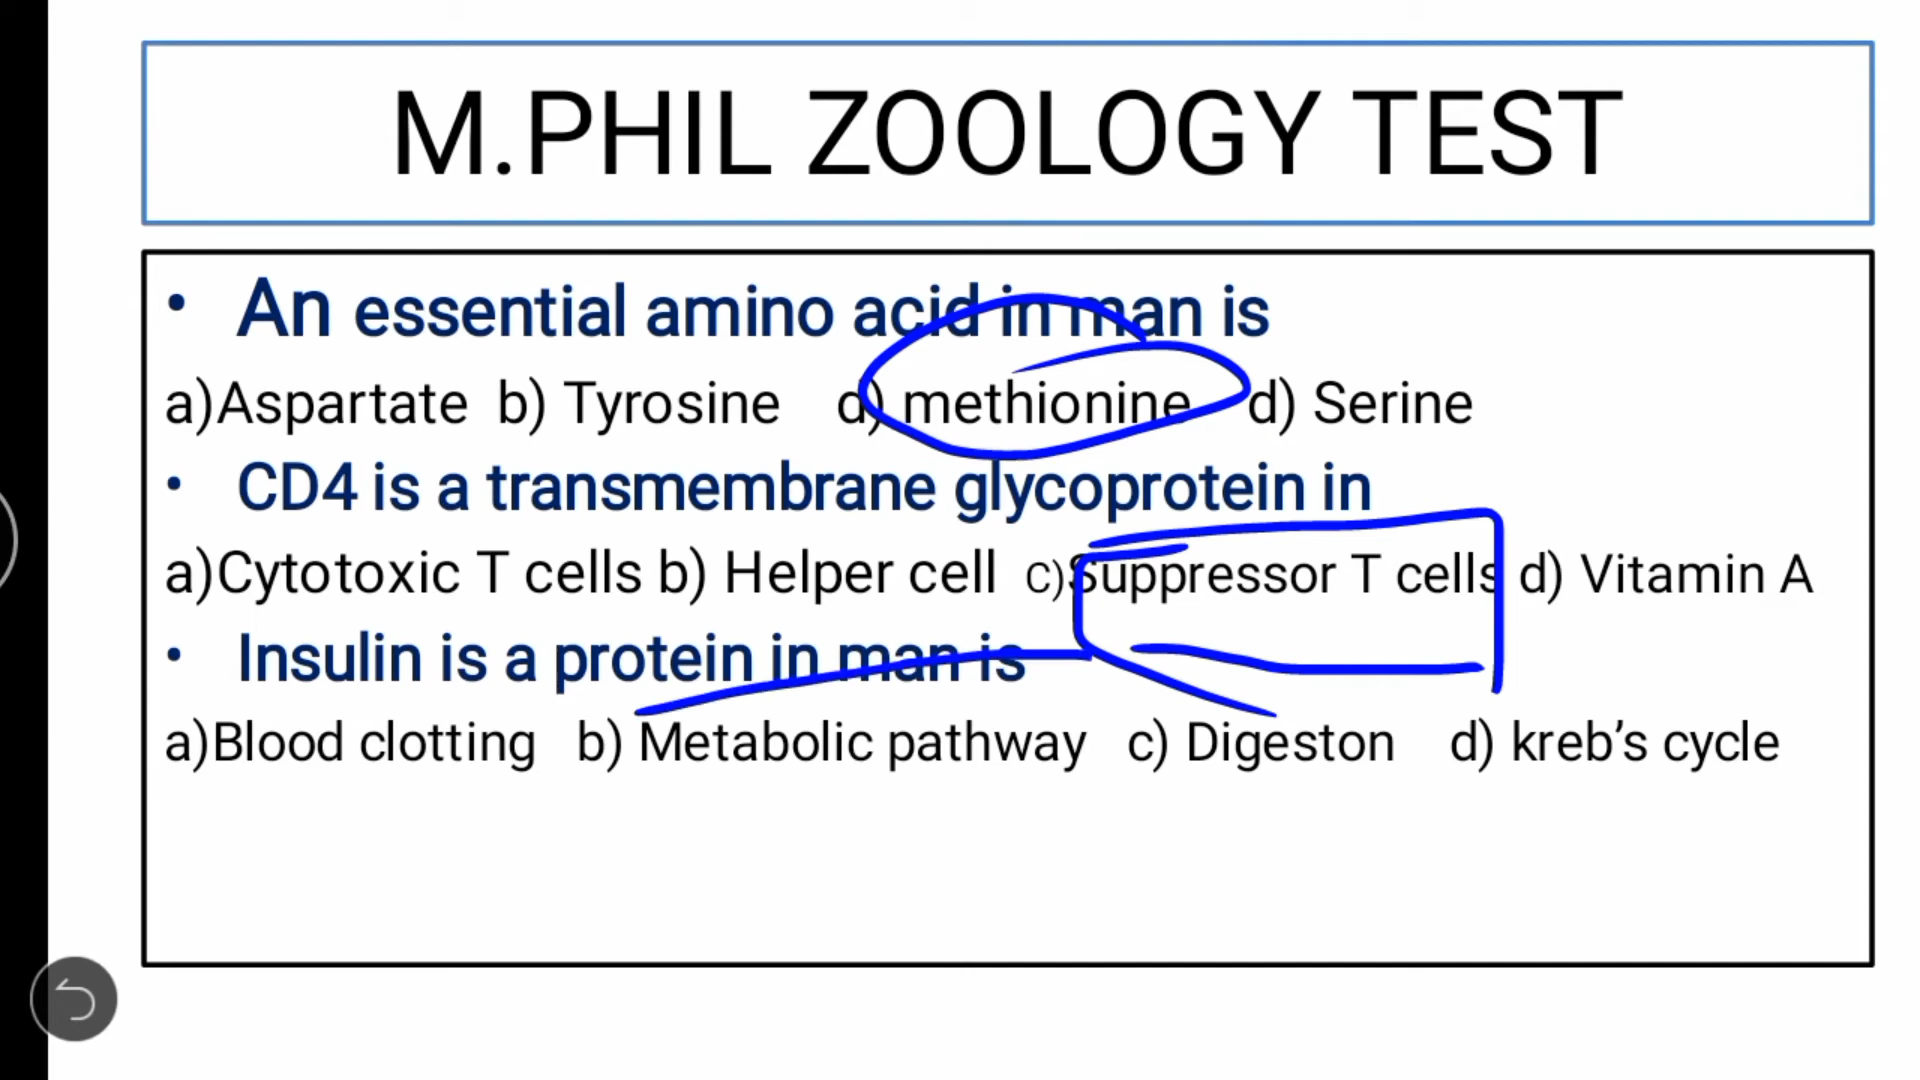 M.PHIL ZOOLOGY TEST
• An essential amino acid in man is
a)Aspartate b) Tyrosine d) methionine d) Serine
• CD4 is a transmembrane glycoprotein in
a)Cytotoxic T cells b) Helper cell C)Suppressor T cells d) Vitamin A
• Insulin is a protein in man is
a)Blood clotting b) Metabolic pathway c) Digeston d) kreb’s cycle